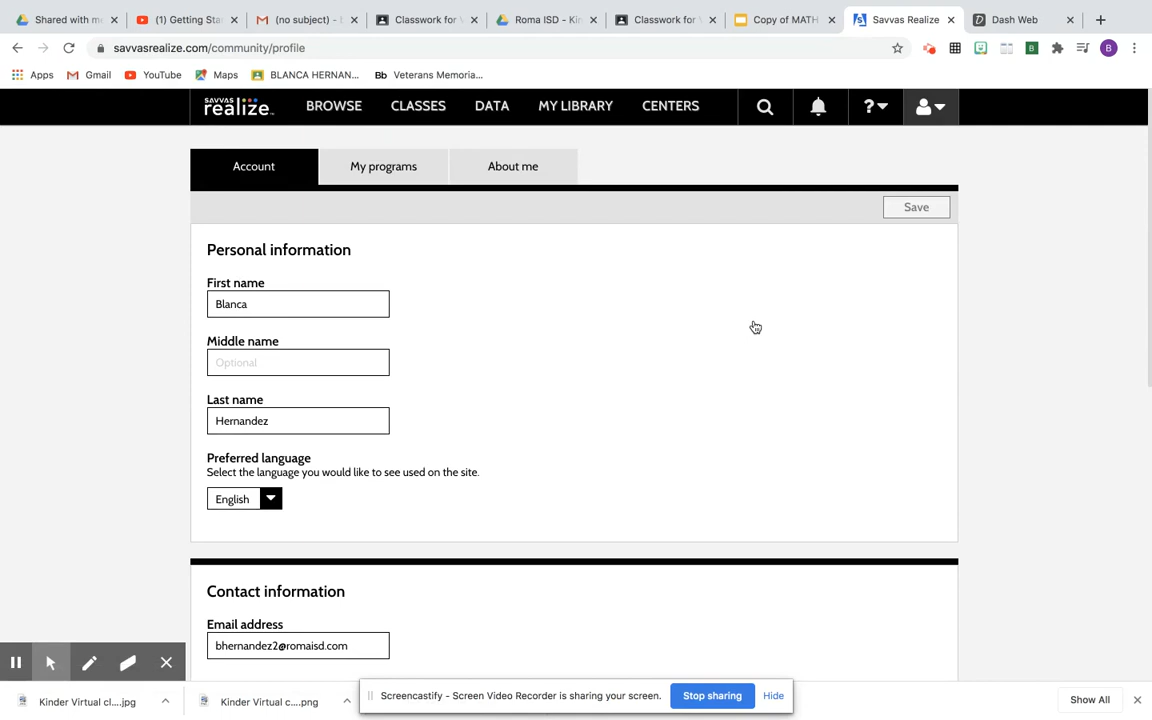 Shared with me
(1) Getting Sta
(no subject) - b
Classwork for V
Roma ISD - Kin
Classwork for V
Copy of MATH
Savvas Realize
Dash Web
savvasrealize.com/community/profile
B
Apps
Gmail
YouTube
Maps
BLANCA HERNAN...
Bb Veterans Memoria...
SAVVAS
realize
BROWSE
CLASSES
DATA
MY LIBRARY
CENTERS
?
Account
My programs
About me
Save
Personal information
First name
Blanca
Middle name
Optional
Last name
Hernandez
Preferred language
Select the language you would like to see used on the site.
English
Contact information
Email address
bhernandez2@romaisd.com
Screencastify - Screen Video Recorder is sharing your screen.
Stop sharing
Hide
Kinder Virtual cl....jpg
Kinder Virtual c....png
Show All